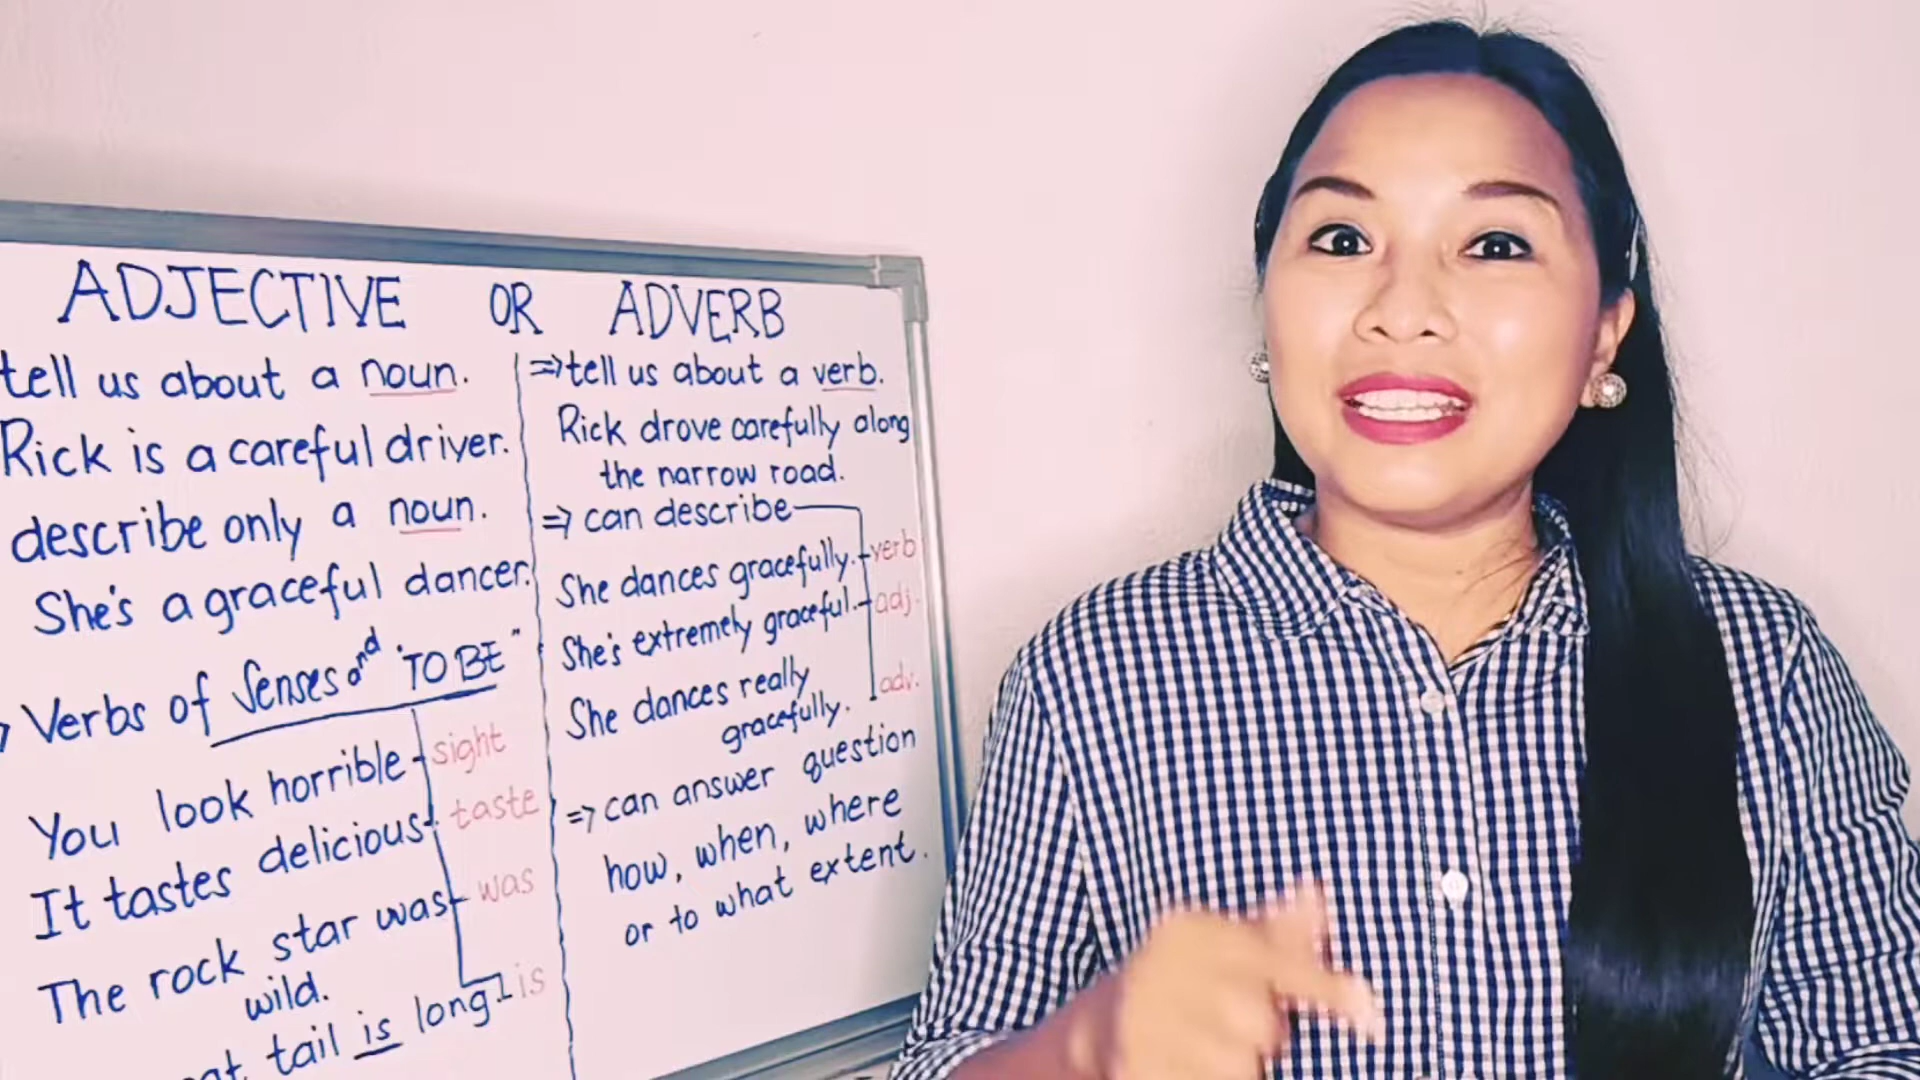 ADJECTIVE OR ADVERB
tell us about a noun.
Rick is a careful driver.
describe only a noun.
She's a graceful dancer.
Verbs of Senses and "TO BE"
You look horrible sight
It tastes delicious taste
The rock star was was
wild.
tail is long is
⇒ tell us about a verb.
Rick drove carefully along
the narrow road.
⇒ can describe
She dances gracefully. verb
She's extremely graceful. adj.
She dances really adv.
gracefully.
⇒ can answer question
how, when, where
or to what extent.